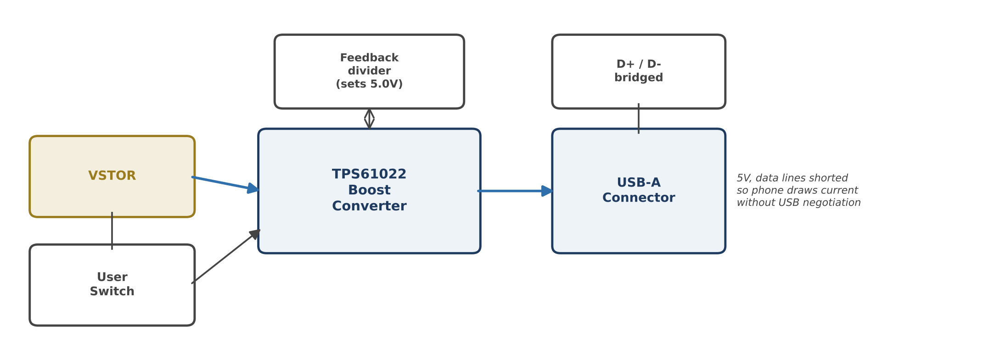 Feedback
divider
(sets 5.0V)
D+ / D-
bridged
VSTOR
TPS61022
Boost
Converter
USB-A
Connector
5V, data lines shorted
so phone draws current
without USB negotiation
User
Switch